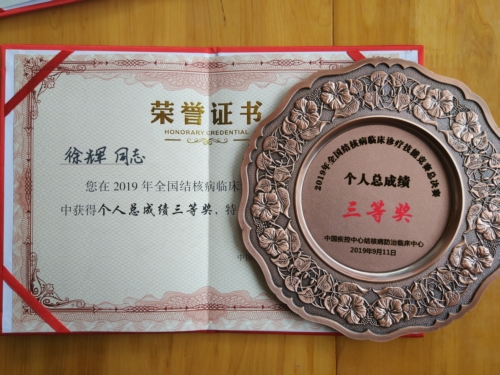 荣誉证书
HONORARY CREDENTIAL
徐辉 同志
您在 2019 年全国结核病临床
中获得个人总成绩三等奖，特
2019年全国结核病临床诊疗技能竞赛总决赛
个人总成绩
三等奖
中国疾控中心结核病防治临床中心
2019年9月11日